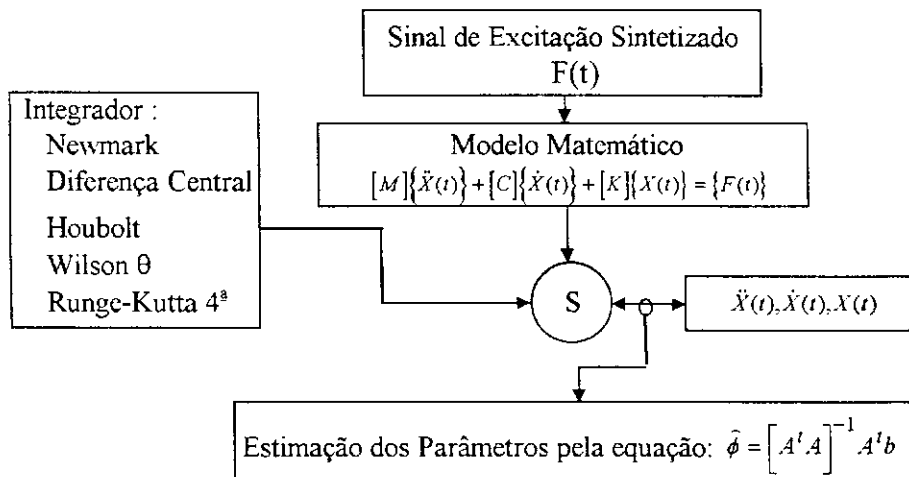 Sinal de Excitação Sintetizado
F(t)
Integrador :
Newmark
Diferença Central
Houbolt
Wilson θ
Runge-Kutta 4ª
Modelo Matemático
[M]{Ẍ(t)} + [C]{Ẋ(t)} + [K]{X(t)} = {F(t)}
S
Ẍ(t), Ẋ(t), X(t)
Estimação dos Parâmetros pela equação: φ̂ = [AᵗA]⁻¹ Aᵗb